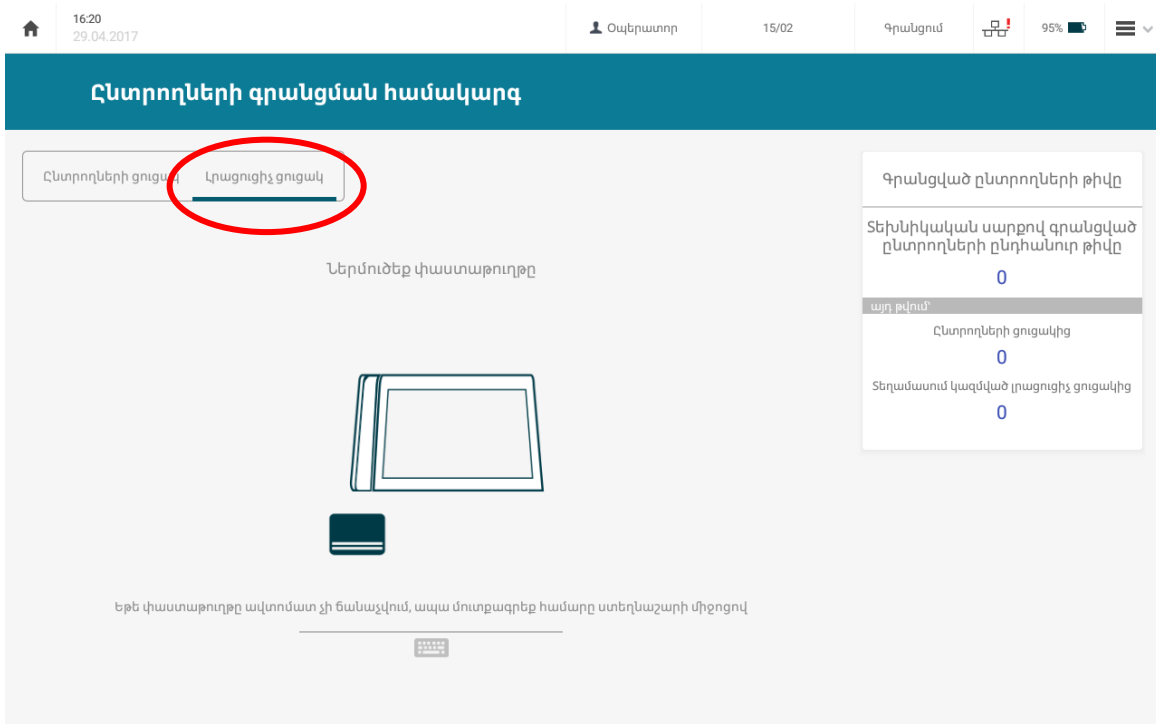 16:20
29.04.2017
Օպերատոր
15/02
Գրանցում
95%
Ընտրողների գրանցման համակարգ
Ընտրողների ցուցակ
Լրացուցիչ ցուցակ
Ներմուծեք փաստաթուղթը
Եթե փաստաթուղթը ավտոմատ չի ճանաչվում, ապա մուտքագրեք համարը ստեղնաշարի միջոցով
Գրանցված ընտրողների թիվը
Տեխնիկական սարքով գրանցված
ընտրողների ընդհանուր թիվը
0
այդ թվում՝
Ընտրողների ցուցակից
0
Տեղամասում կազմված լրացուցիչ ցուցակից
0